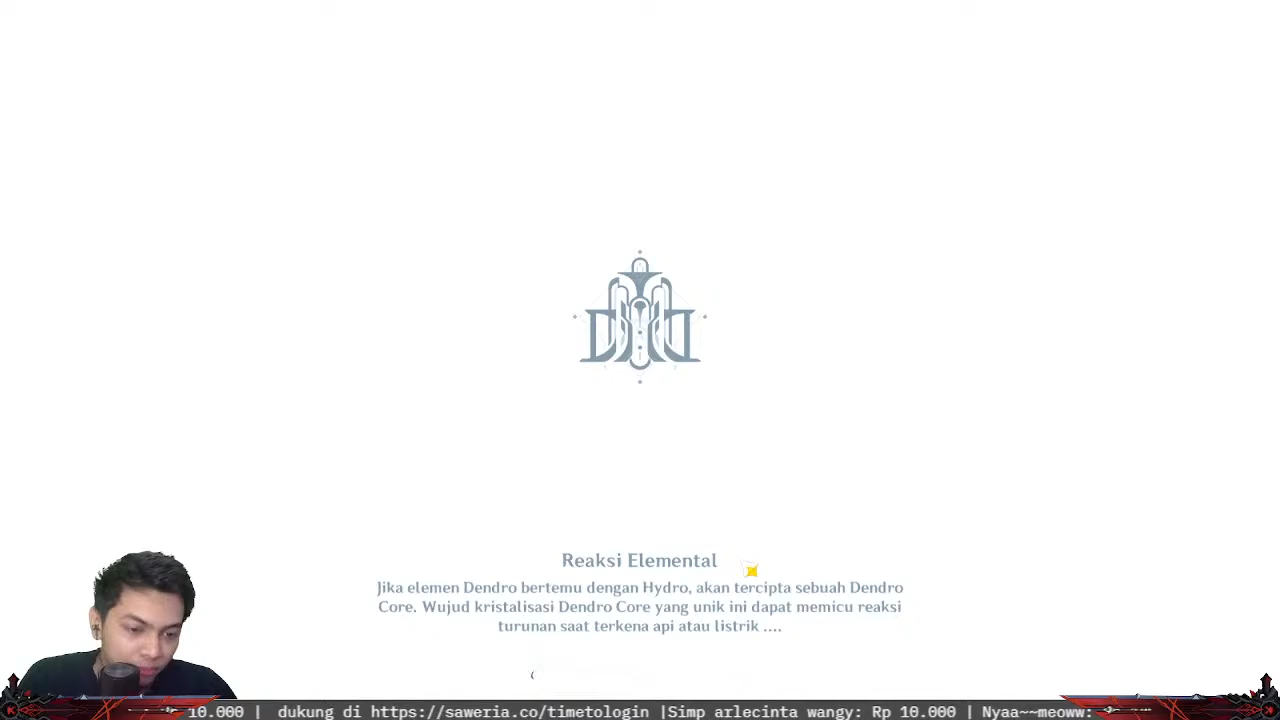 Reaksi Elemental
Jika elemen Dendro bertemu dengan Hydro, akan tercipta sebuah Dendro
Core. Wujud kristalisasi Dendro Core yang unik ini dapat memicu reaksi
turunan saat terkena api atau listrik ....
10.000 | dukung di https://saweria.co/timetologin |Simp arlecinta wangy: Rp 10.000 | Nyaa~~meoww: